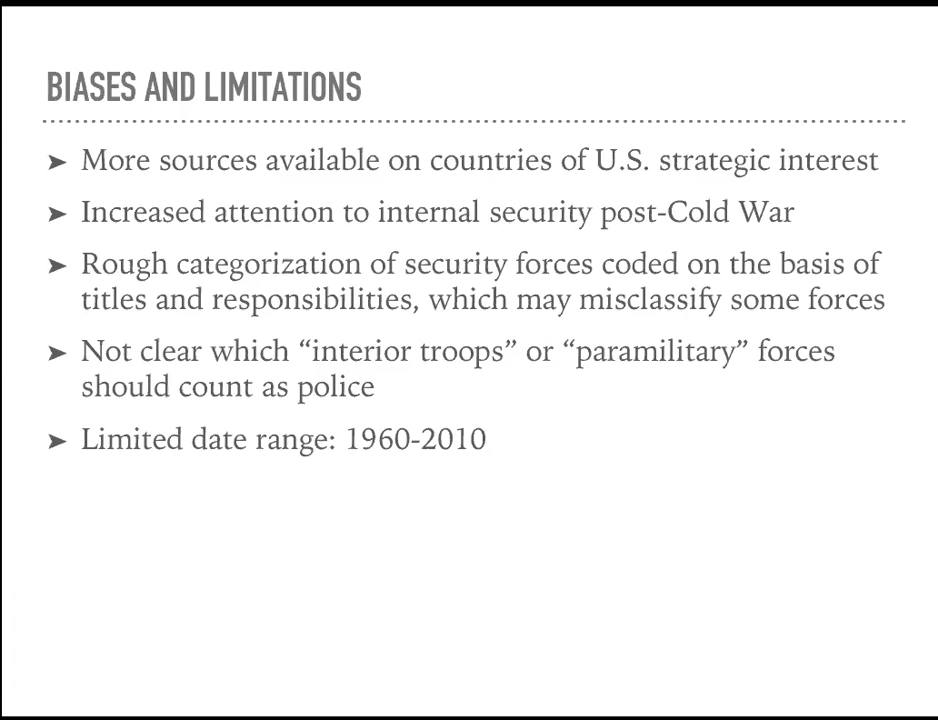 BIASES AND LIMITATIONS
➤ More sources available on countries of U.S. strategic interest
➤ Increased attention to internal security post-Cold War
➤ Rough categorization of security forces coded on the basis of
titles and responsibilities, which may misclassify some forces
➤ Not clear which “interior troops” or “paramilitary” forces
should count as police
➤ Limited date range: 1960-2010